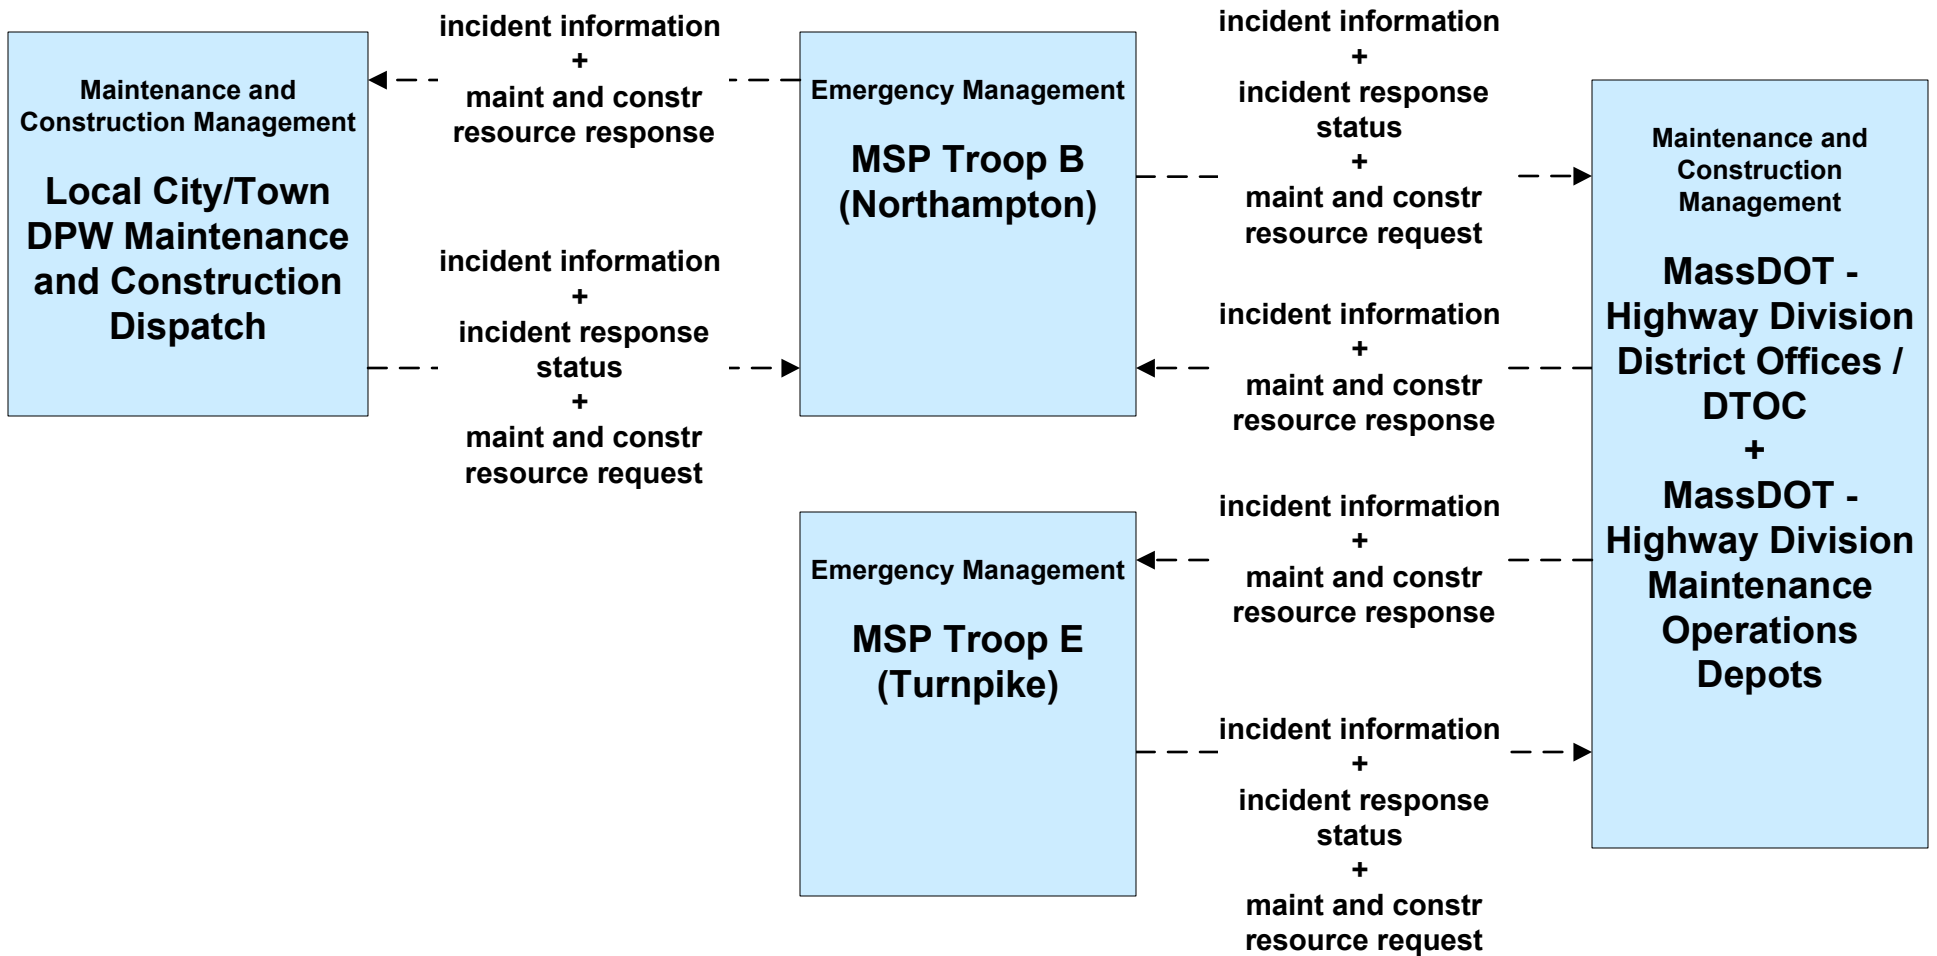 Maintenance and
Construction Management
Local City/Town
DPW Maintenance
and Construction
Dispatch
incident information
+
maint and constr
resource response
incident information
+
incident response
status
+
maint and constr
resource request
Emergency Management
MSP Troop B
(Northampton)
incident information
+
incident response
status
+
maint and constr
resource request
incident information
+
maint and constr
resource response
Emergency Management
MSP Troop E
(Turnpike)
incident information
+
maint and constr
resource response
incident information
+
incident response
status
+
maint and constr
resource request
Maintenance and
Construction
Management
MassDOT -
Highway Division
District Offices /
DTOC
+
MassDOT -
Highway Division
Maintenance
Operations
Depots